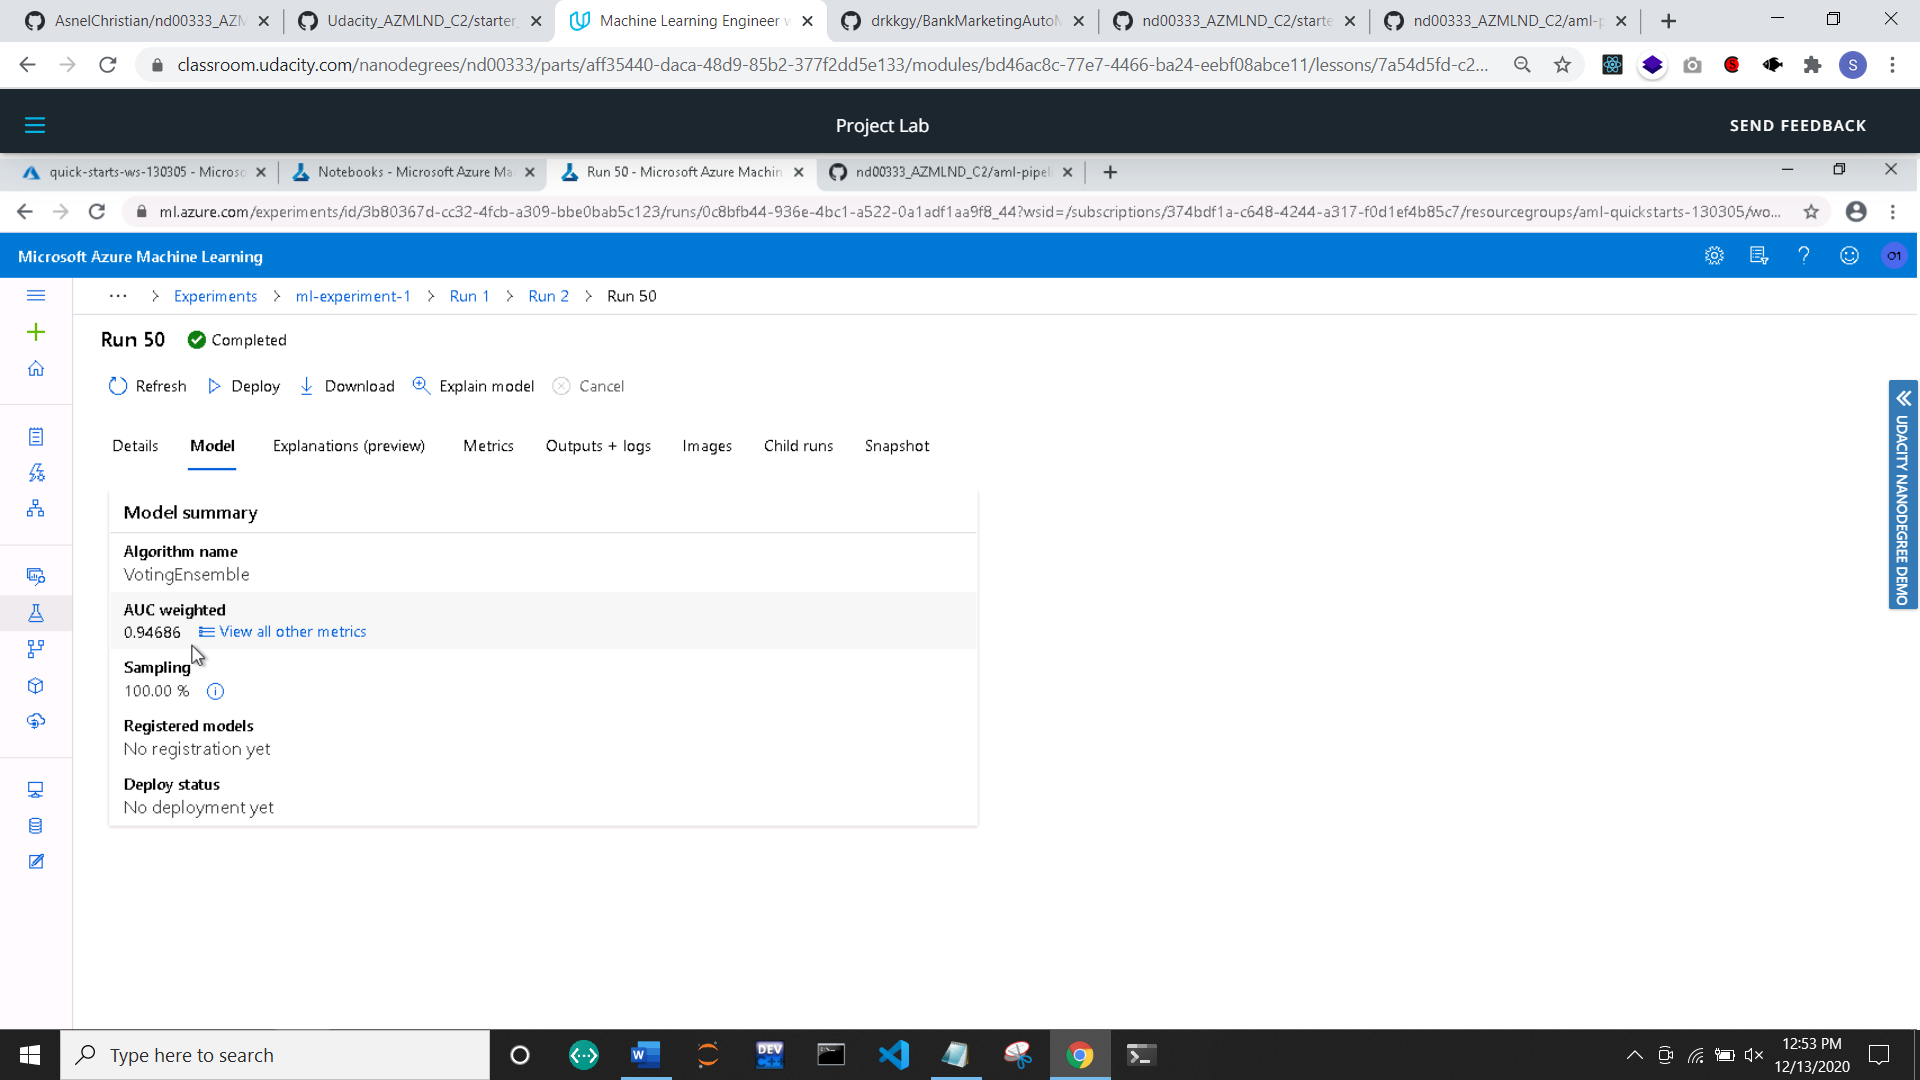 AsnelChristian/nd00333_AZM
Udacity_AZMLND_C2/starter_
Machine Learning Engineer w
drkkgy/BankMarketingAutoM
nd00333_AZMLND_C2/starte
nd00333_AZMLND_C2/aml-p
classroom.udacity.com/nanodegrees/nd00333/parts/aff35440-daca-48d9-85b2-377f2dd5e133/modules/bd46ac8c-77e7-4466-ba24-eebf08abce11/lessons/7a54d5fd-c2...
S
Project Lab
SEND FEEDBACK
quick-starts-ws-130305 - Microso
Notebooks - Microsoft Azure Ma
Run 50 - Microsoft Azure Machin
nd00333_AZMLND_C2/aml-pipeli
ml.azure.com/experiments/id/3b80367d-cc32-4fcb-a309-bbe0bab5c123/runs/0c8bfb44-936e-4bc1-a522-0a1adf1aa9f8_44?wsid=/subscriptions/374bdf1a-c648-4244-a317-f0d1ef4b85c7/resourcegroups/aml-quickstarts-130305/wo...
Microsoft Azure Machine Learning
O1
... > Experiments > ml-experiment-1 > Run 1 > Run 2 > Run 50
Run 50 Completed
Refresh Deploy Download Explain model Cancel
Details Model Explanations (preview) Metrics Outputs + logs Images Child runs Snapshot
UDACITY NANODEGREE DEMO
Model summary
Algorithm name
VotingEnsemble
AUC weighted
0.94686 View all other metrics
Sampling
100.00 %
Registered models
No registration yet
Deploy status
No deployment yet
Type here to search
DEV
12:53 PM
12/13/2020